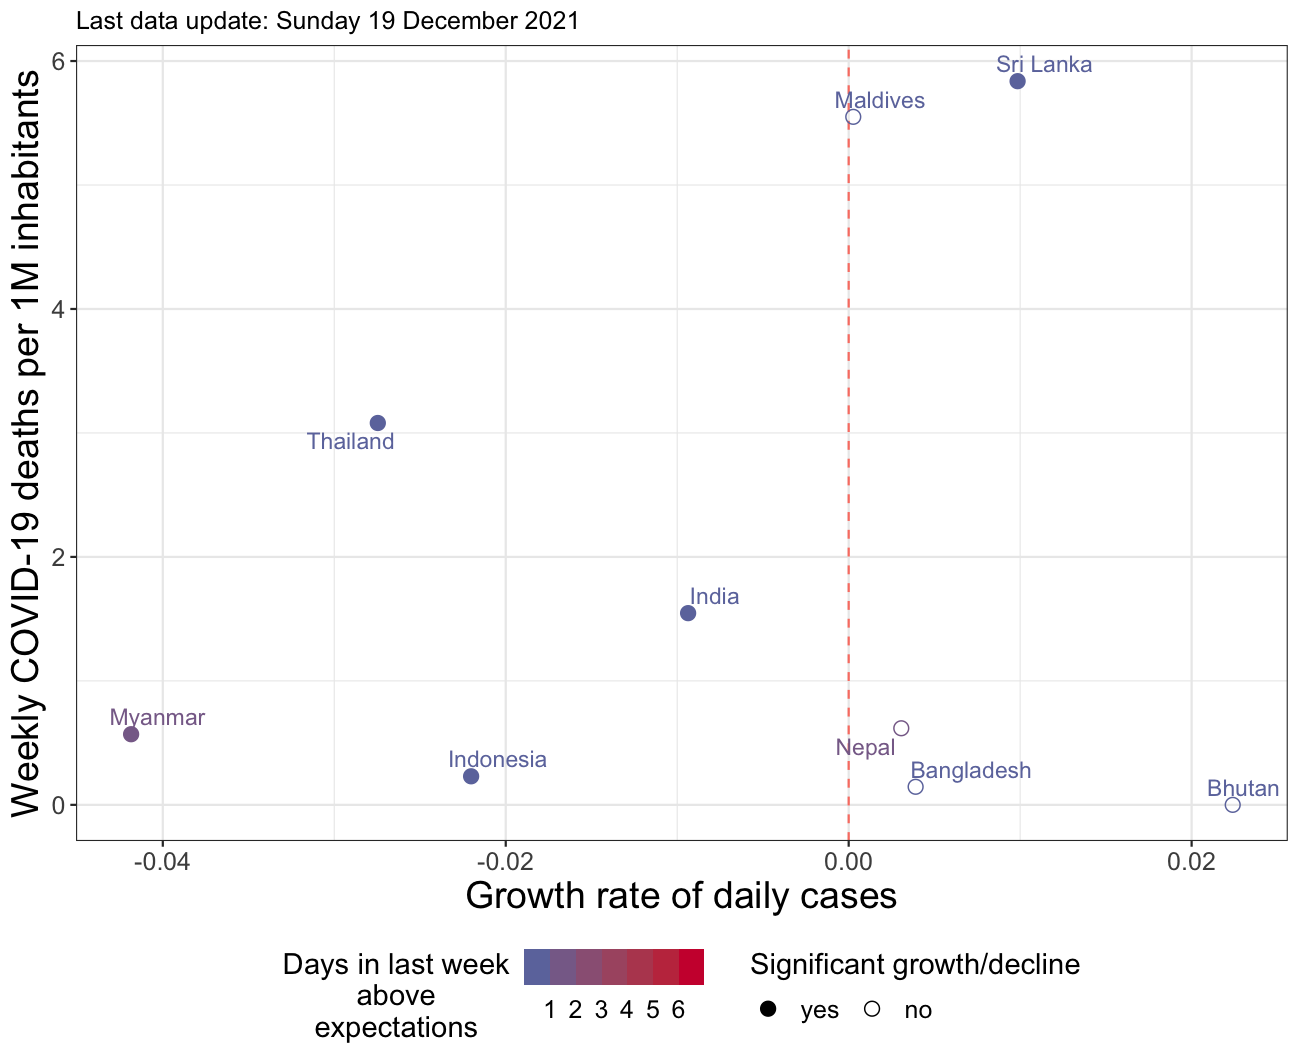 Last data update: Sunday 19 December 2021
Weekly COVID-19 deaths per 1M inhabitants
6
4
2
0
Sri Lanka
Maldives
Thailand
India
Myanmar
Nepal
Indonesia
Bangladesh
Bhutan
-0.04 -0.02 0.00 0.02
Growth rate of daily cases
Days in last week
above
expectations
1 2 3 4 5 6
Significant growth/decline
yes no